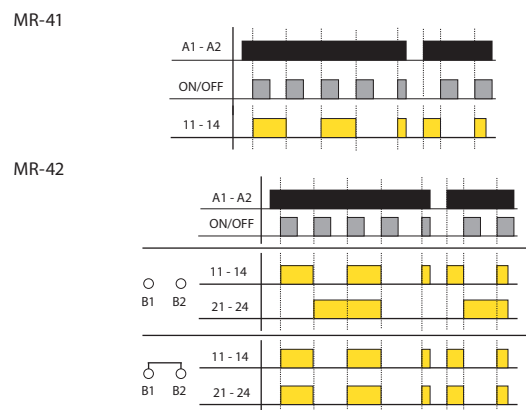 MR-41
A1 - A2
ON/OFF
11 - 14
MR-42
A1 - A2
ON/OFF
11 - 14
B1 B2
21 - 24
11 - 14
B1 B2
21 - 24